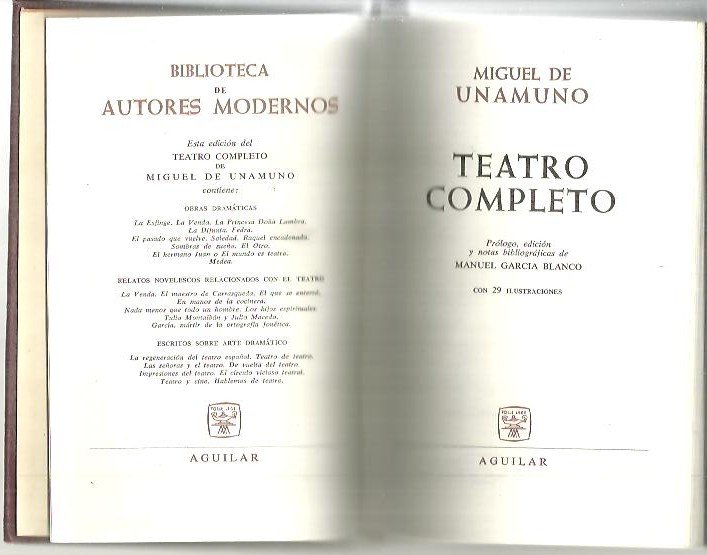 BIBLIOTECA
DE
AUTORES MODERNOS
Esta edición del
TEATRO COMPLETO
DE
MIGUEL DE UNAMUNO
contiene:
OBRAS DRAMÁTICAS
La Esfinge. La Venda. La Princesa Doña Lambra.
La Difunta. Fedra.
El pasado que vuelve. Soledad. Raquel encadenada.
Sombras de sueño. El Otro.
El hermano Juan o El mundo es teatro.
Medea.
RELATOS NOVELESCOS RELACIONADOS CON EL TEATRO
La Venda. El maestro de Carrasqueda. El que se enterró.
En manos de la cocinera.
Nada menos que todo un hombre. Los hijos espirituales.
Tulio Montalbán y Julio Macedo.
García, mártir de la ortografía fonética.
ESCRITOS SOBRE ARTE DRAMÁTICO
La regeneración del teatro español. Teatro de teatro.
Las señoras y el teatro. De vuelta del teatro.
Impresiones del teatro. El círculo vicioso teatral.
Teatro y cine. Hablemos de teatro.
AGUILAR
MIGUEL DE
UNAMUNO
TEATRO
COMPLETO
Prólogo, edición
y notas bibliográficas de
MANUEL GARCIA BLANCO
CON 29 ILUSTRACIONES
AGUILAR